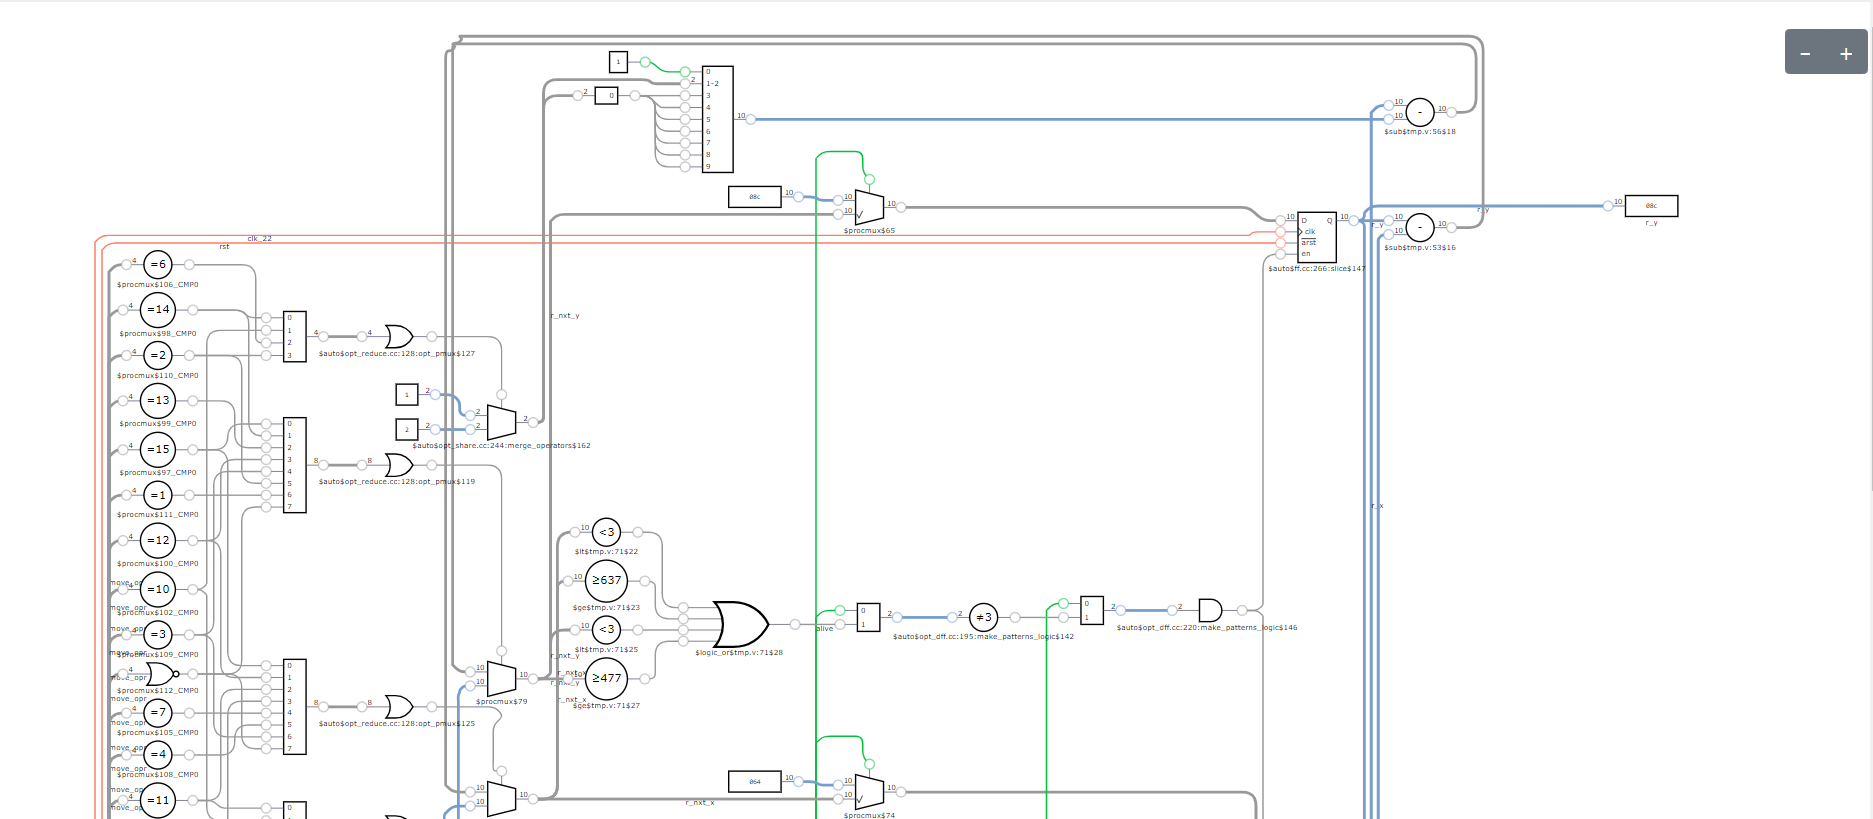 - +
1
0
2
1-2
2
0
3
4
5
6
7
8
9
10
10
10
-
10
$sub$tmp.v:56$18
08c
10
10
10
10
$procmux$65
10
D
Q
10
clk
arst
en
$auto$ff.cc:266:slice$147
r_y
10
10
-
10
$sub$tmp.v:53$16
r_y
10
08c
r_y
clk_22
rst
4
=6
$procmux$106_CMP0
4
=14
$procmux$98_CMP0
4
=2
$procmux$110_CMP0
4
=13
$procmux$99_CMP0
4
=15
$procmux$97_CMP0
4
=1
$procmux$111_CMP0
4
=12
$procmux$100_CMP0
move_opr
4
=10
move_opr
$procmux$102_CMP0
move_opr
4
=3
move_opr
$procmux$109_CMP0
4
move_opr
$procmux$112_CMP0
move_opr
4
=7
move_opr
$procmux$105_CMP0
move_opr
4
=4
move_opr
$procmux$108_CMP0
move_opr
4
=11
move_opr
0
1
2
3
4
4
$auto$opt_reduce.cc:128:opt_pmux$127
0
1
2
3
4
5
6
7
8
8
$auto$opt_reduce.cc:128:opt_pmux$119
0
1
2
3
4
5
6
7
8
8
$auto$opt_reduce.cc:128:opt_pmux$125
0
1
2
2
2
2
2
2
2
$auto$opt_share.cc:244:merge_operators$162
r_nxt_y
10
<3
$lt$tmp.v:71$22
10
≥637
$ge$tmp.v:71$23
10
<3
$lt$tmp.v:71$25
r_nxt_y
r_nxt_x
10
≥477
r_nxt_y
r_nxt_x
$ge$tmp.v:71$27
10
10
10
$procmux$79
10
10
10
r_nxt_x
$logic_or$tmp.v:71$28
alive
0
1
2
2
≠3
$auto$opt_dff.cc:195:make_patterns_logic$142
0
1
2
2
$auto$opt_dff.cc:220:make_patterns_logic$146
r_x
064
10
10
10
10
$procmux$74